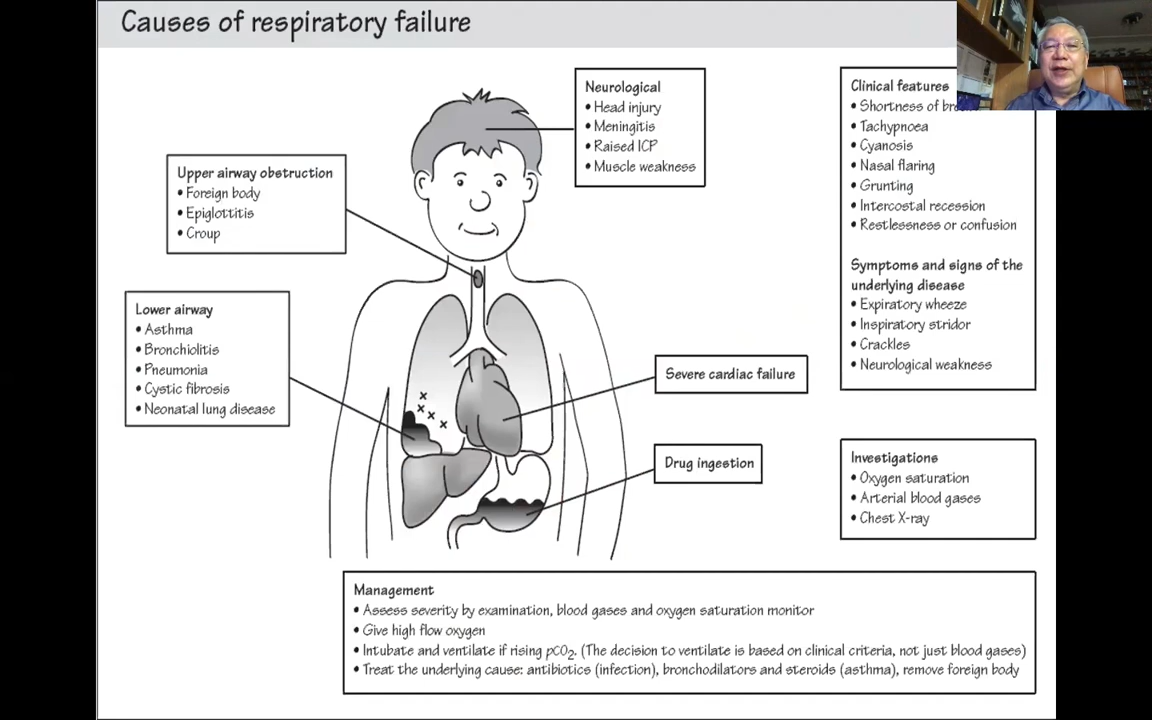 Causes of respiratory failure
Neurological
• Head injury
• Meningitis
• Raised ICP
• Muscle weakness
Upper airway obstruction
• Foreign body
• Epiglottitis
• Croup
Lower airway
• Asthma
• Bronchiolitis
• Pneumonia
• Cystic fibrosis
• Neonatal lung disease
Severe cardiac failure
Drug ingestion
Clinical features
• Shortness of
• Tachypnoea
• Cyanosis
• Nasal flaring
• Grunting
• Intercostal recession
• Restlessness or confusion
Symptoms and signs of the
underlying disease
• Expiratory wheeze
• Inspiratory stridor
• Crackles
• Neurological weakness
Investigations
• Oxygen saturation
• Arterial blood gases
• Chest X-ray
Management
• Assess severity by examination, blood gases and oxygen saturation monitor
• Give high flow oxygen
• Intubate and ventilate if rising pCO₂. (The decision to ventilate is based on clinical criteria, not just blood gases)
• Treat the underlying cause: antibiotics (infection), bronchodilators and steroids (asthma), remove foreign body